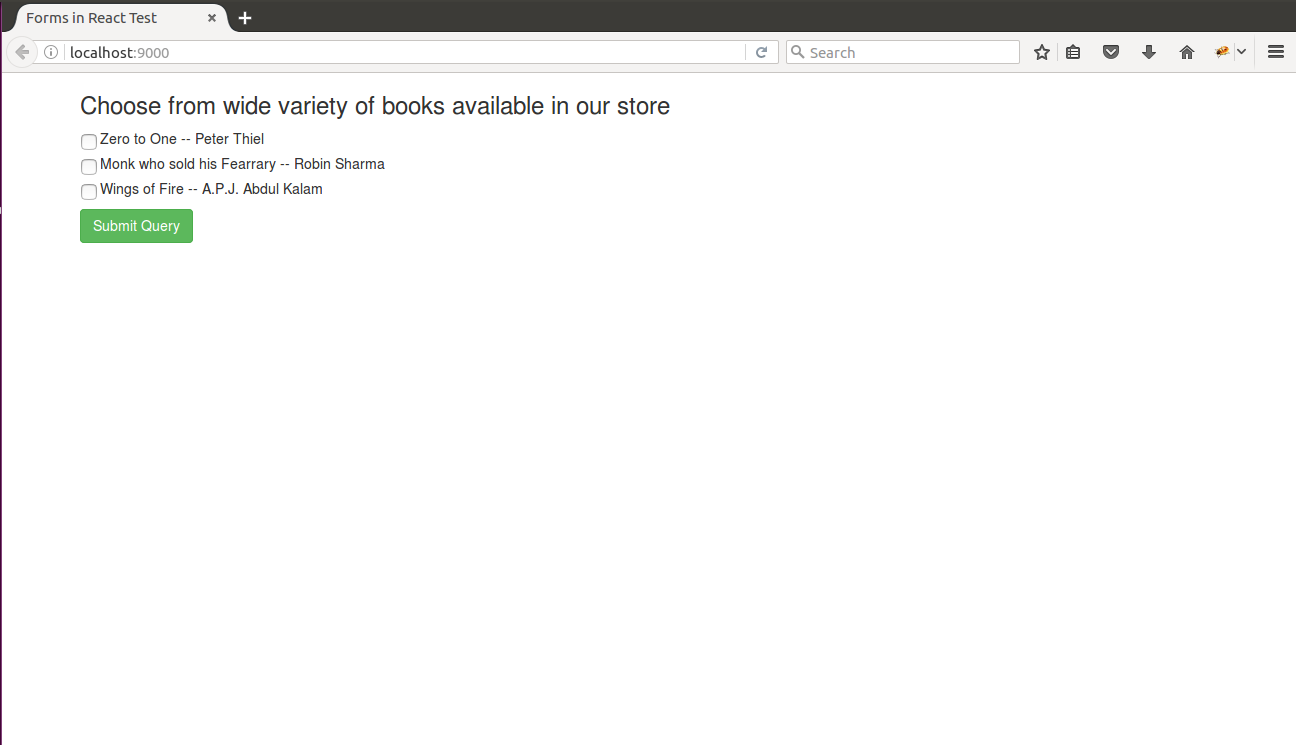 Forms in React Test
localhost:9000
Search
Choose from wide variety of books available in our store
Zero to One -- Peter Thiel
Monk who sold his Fearrary -- Robin Sharma
Wings of Fire -- A.P.J. Abdul Kalam
Submit Query